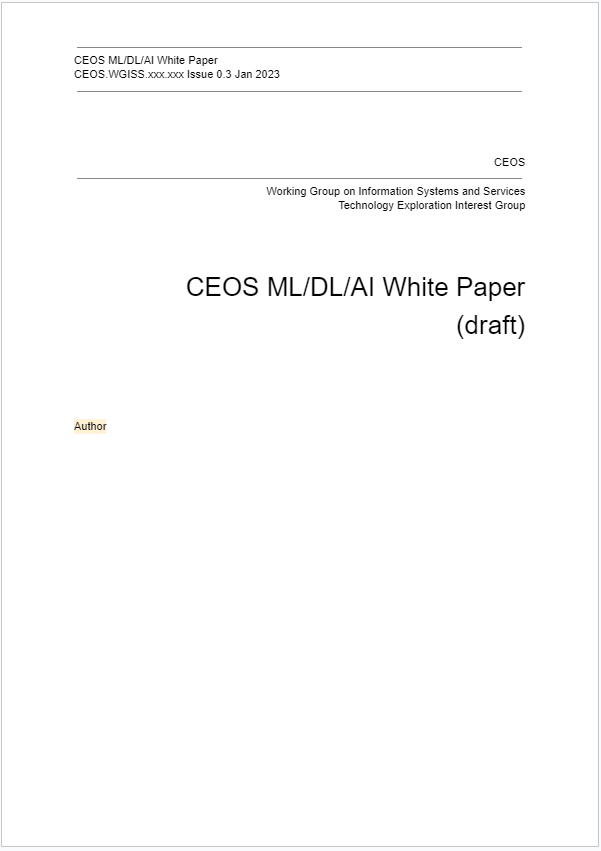 CEOS ML/DL/AI White Paper
CEOS.WGISS.xxx.xxx Issue 0.3 Jan 2023
CEOS
Working Group on Information Systems and Services
Technology Exploration Interest Group
CEOS ML/DL/AI White Paper
(draft)
Author